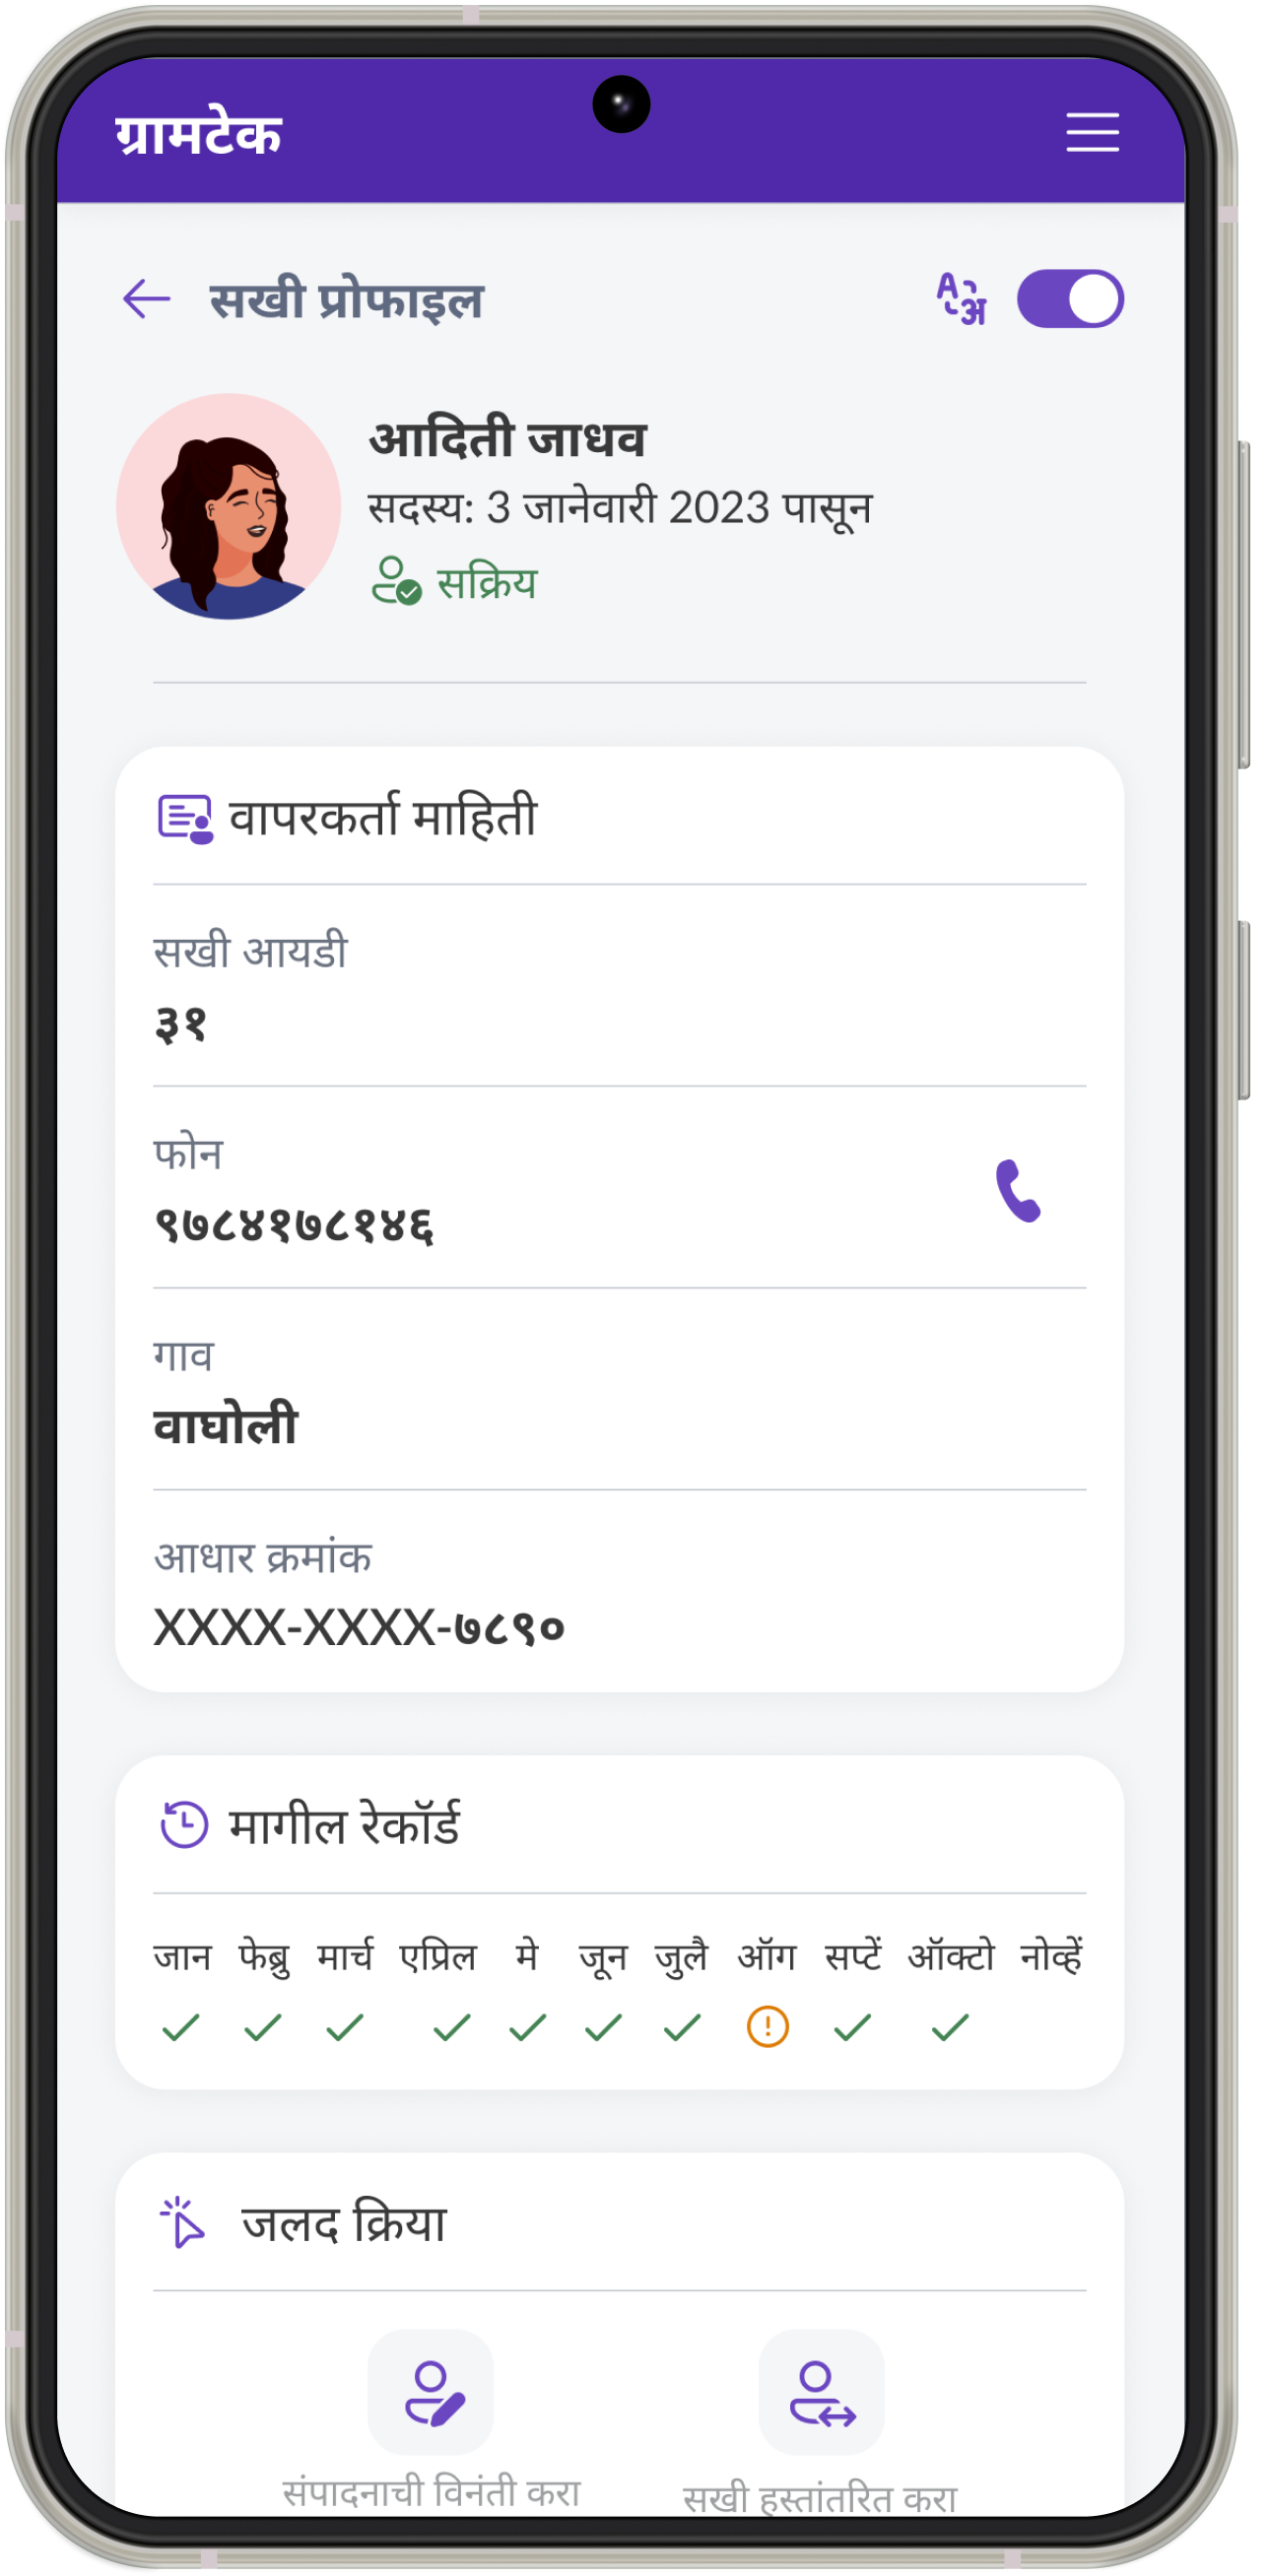 ग्रामटेक
सखी प्रोफाइल
A अ
आदिती जाधव
सदस्य: 3 जानेवारी 2023 पासून
सक्रिय
वापरकर्ता माहिती
सखी आयडी
३१
फोन
९७८४१७८१४६
गाव
वाघोली
आधार क्रमांक
XXXX-XXXX-७८९०
मागील रेकॉर्ड
जान फेब्रु मार्च एप्रिल मे जून जुलै ऑग सप्टें ऑक्टो नोव्हें
जलद क्रिया
संपादनाची विनंती करा सखी हस्तांतरित करा